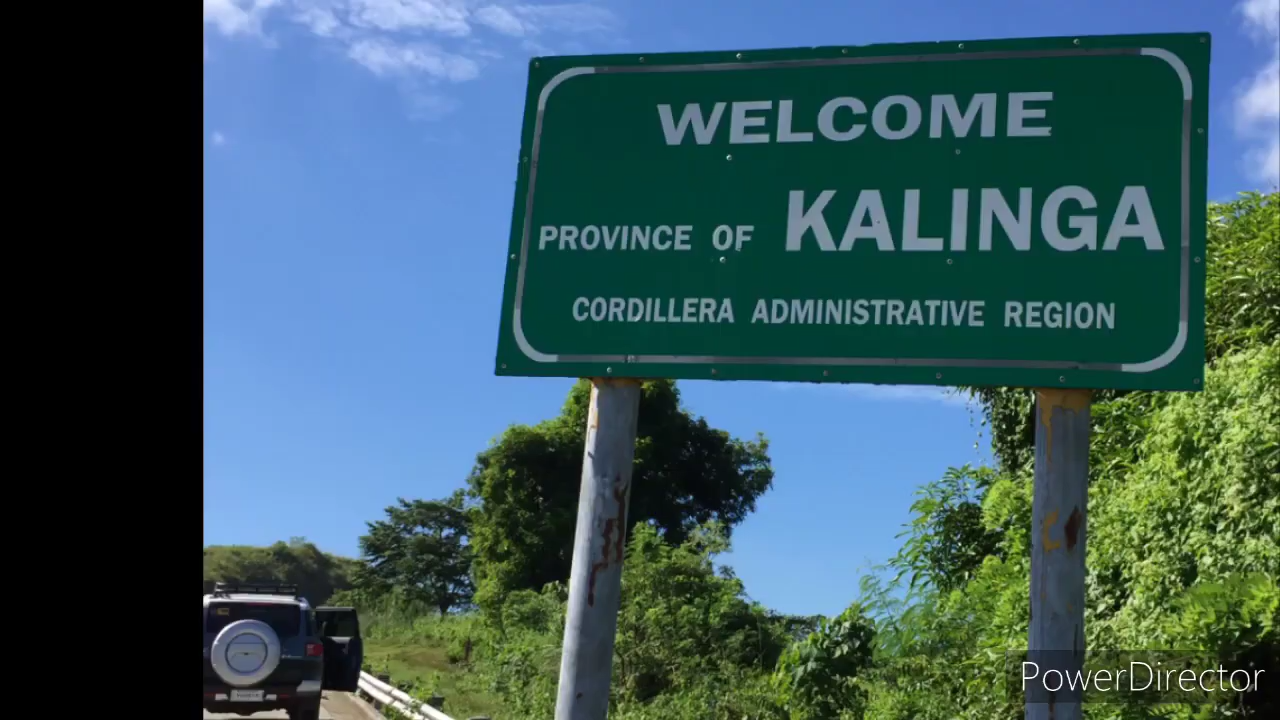 WELCOME
PROVINCE OF KALINGA
CORDILLERA ADMINISTRATIVE REGION
PowerDirector